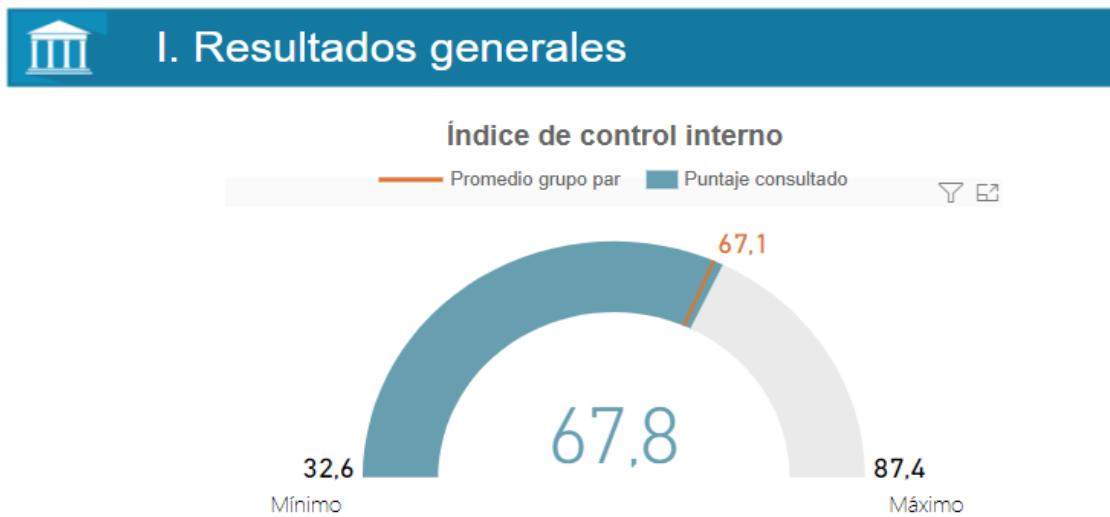 I. Resultados generales
Índice de control interno
Promedio grupo par
Puntaje consultado
67,1
67,8
32,6
Mínimo
87,4
Máximo